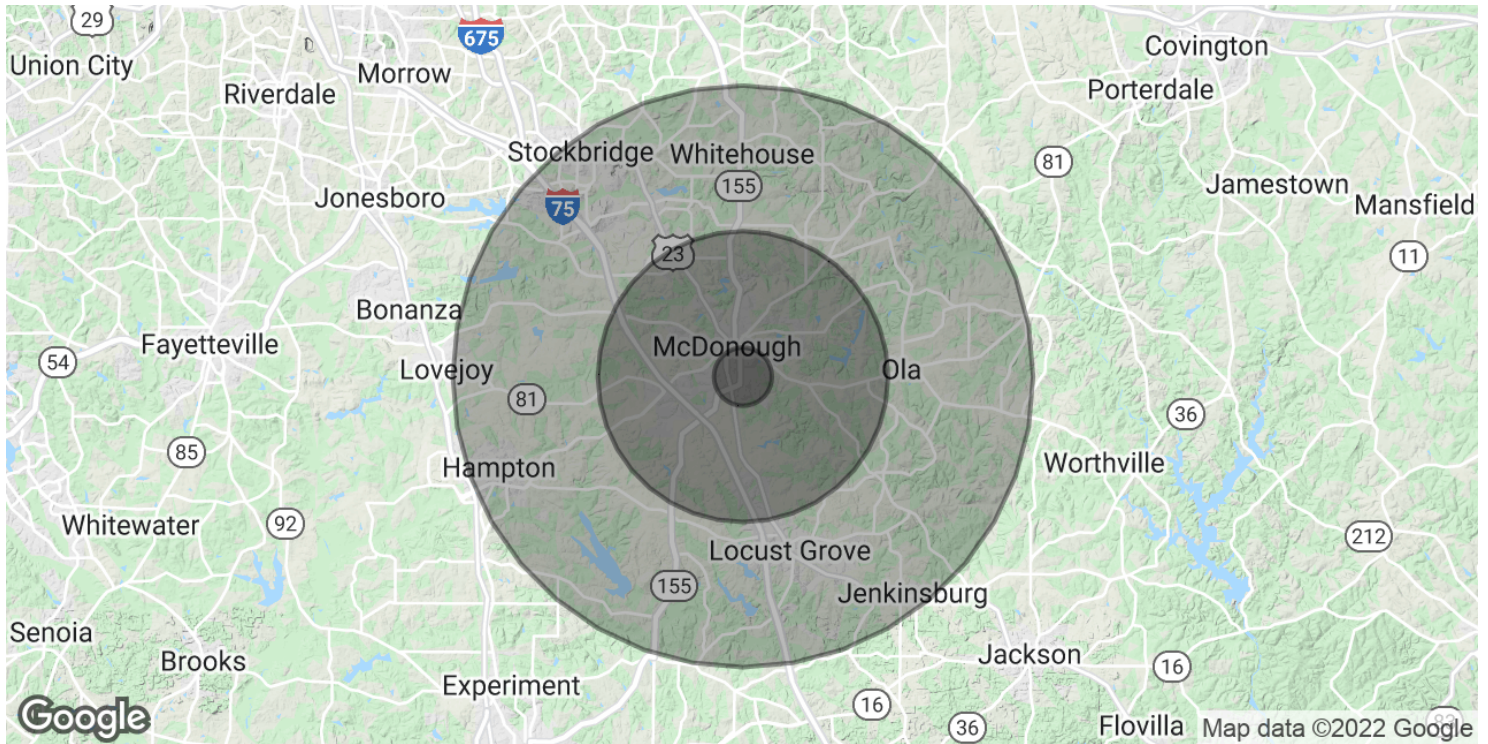 29
675
Covington
Union City
Morrow
Porterdale
Riverdale
Stockbridge
Whitehouse
81
155
Jamestown
Jonesboro
75
Mansfield
23
11
Bonanza
Fayetteville
McDonough
54
Lovejoy
Ola
81
36
85
Hampton
Worthville
Whitewater
92
212
Locust Grove
155
Jenkinsburg
Senoia
Brooks
Jackson
16
Experiment
16
Google
36
Flovilla
Map data ©2022 Google